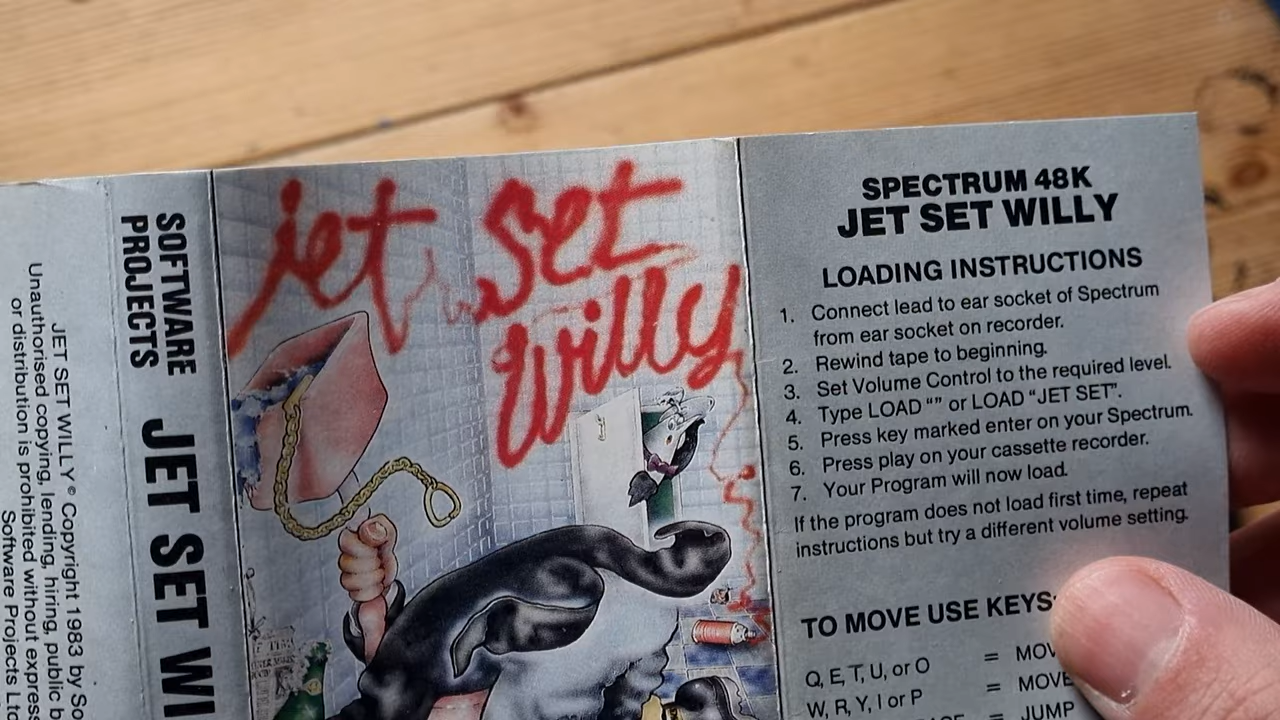 JET SET WILLY © Copyright 1983 by So
Unauthorised copying, lending, hiring, public b
or distribution is prohibited without express
Software Projects Ltd
SOFTWARE
PROJECTS
JET SET WI
jet set
willy
SPECTRUM 48K
JET SET WILLY
LOADING INSTRUCTIONS
1. Connect lead to ear socket of Spectrum
from ear socket on recorder.
2. Rewind tape to beginning.
3. Set Volume Control to the required level.
4. Type LOAD “” or LOAD “JET SET”.
5. Press key marked enter on your Spectrum.
6. Press play on your cassette recorder.
7. Your Program will now load.
If the program does not load first time, repeat
instructions but try a different volume setting.
TO MOVE USE KEYS:
Q, E, T, U, or O = MOV
W, R, Y, I or P = MOVE
= JUMP